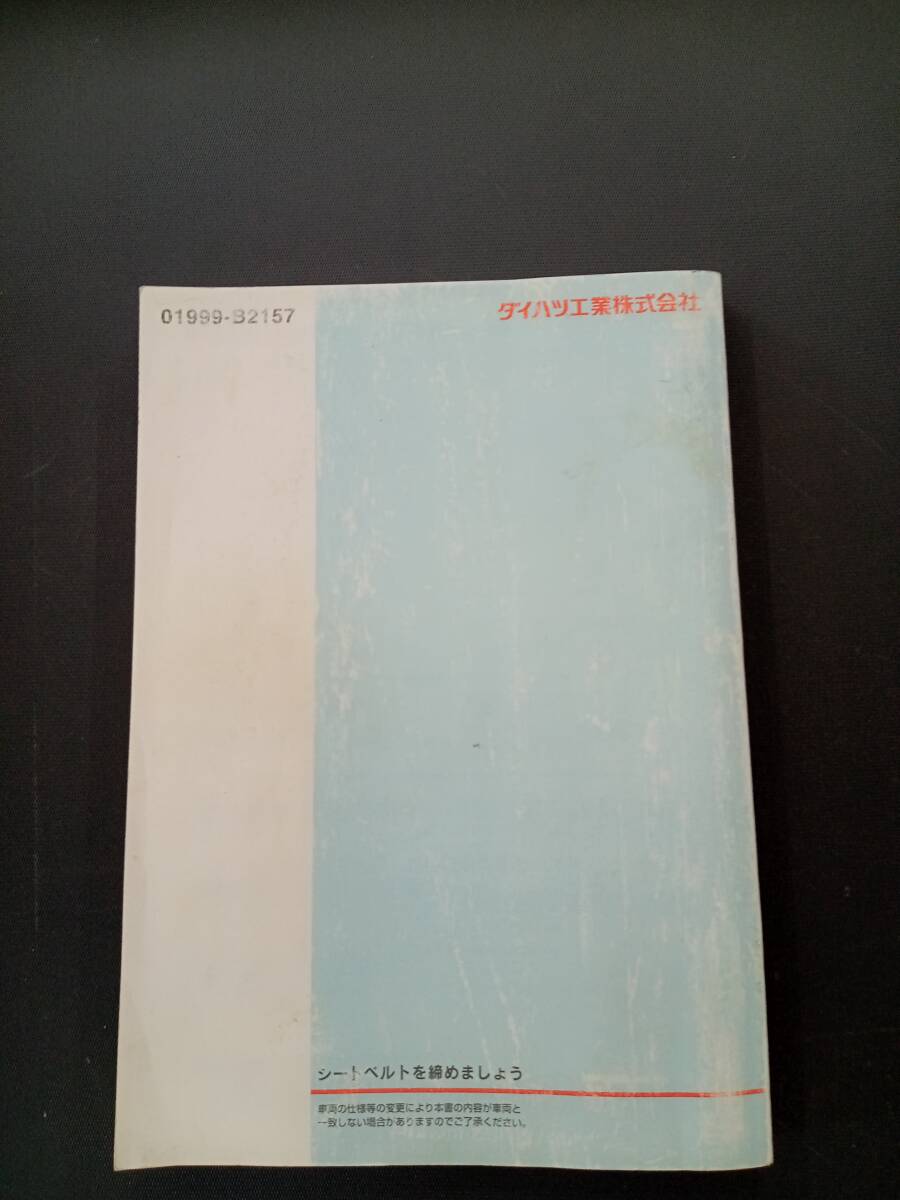 01999-B2157
ダイハツ工業株式会社
シートベルトを締めましょう
車両の仕様等の変更により本書の内容が車両と
一致しない場合がありますのでご了承ください。